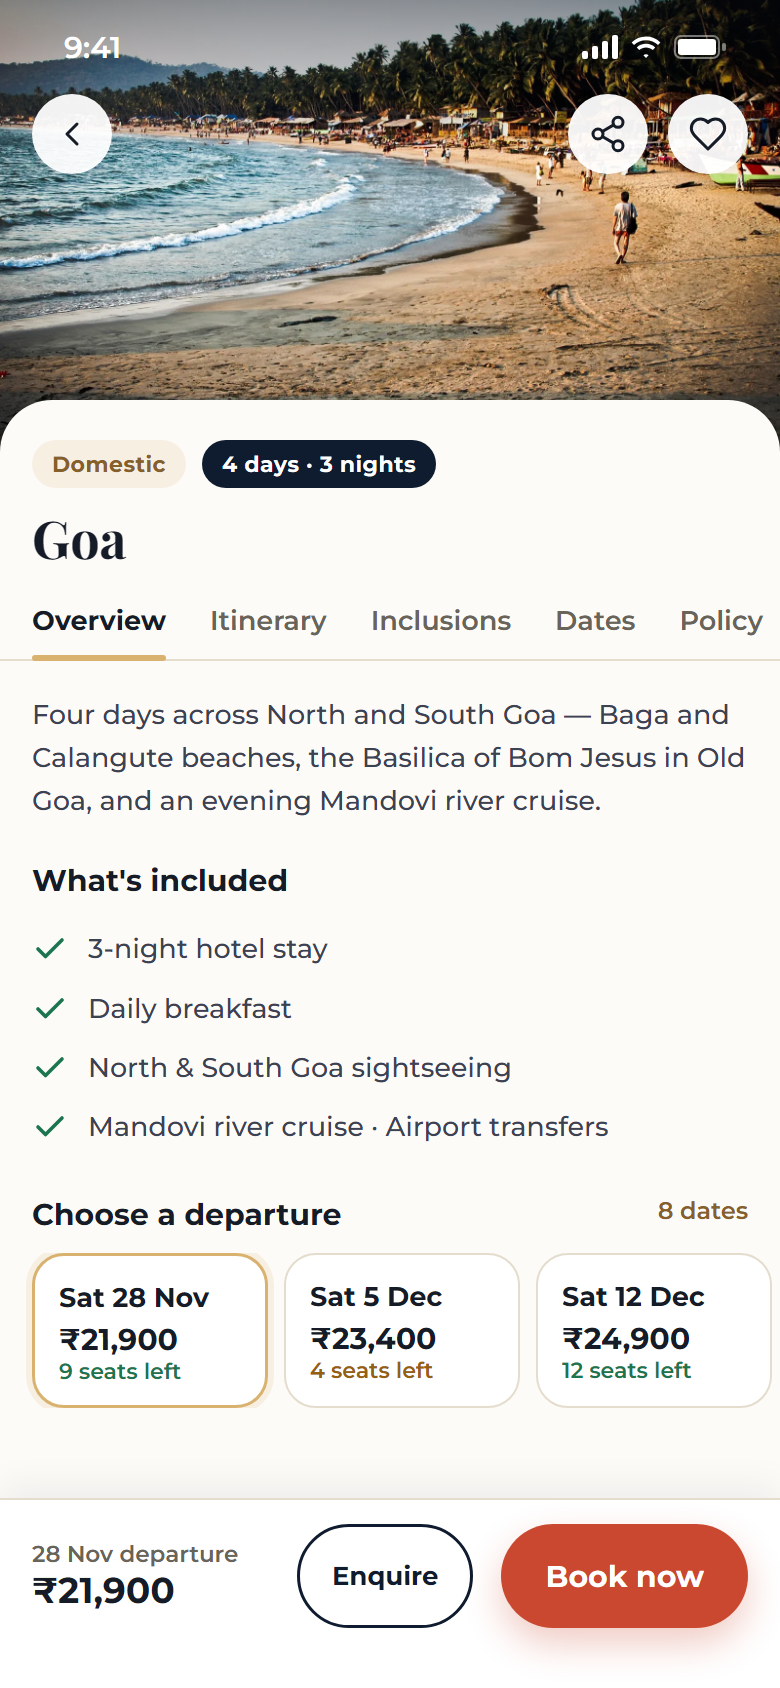 9:41
Domestic
4 days · 3 nights
Goa
Overview Itinerary Inclusions Dates Policy
Four days across North and South Goa — Baga and
Calangute beaches, the Basilica of Bom Jesus in Old
Goa, and an evening Mandovi river cruise.
What's included
3-night hotel stay
Daily breakfast
North & South Goa sightseeing
Mandovi river cruise · Airport transfers
Choose a departure
8 dates
Sat 28 Nov
₹21,900
9 seats left
Sat 5 Dec
₹23,400
4 seats left
Sat 12 Dec
₹24,900
12 seats left
28 Nov departure
₹21,900
Enquire
Book now